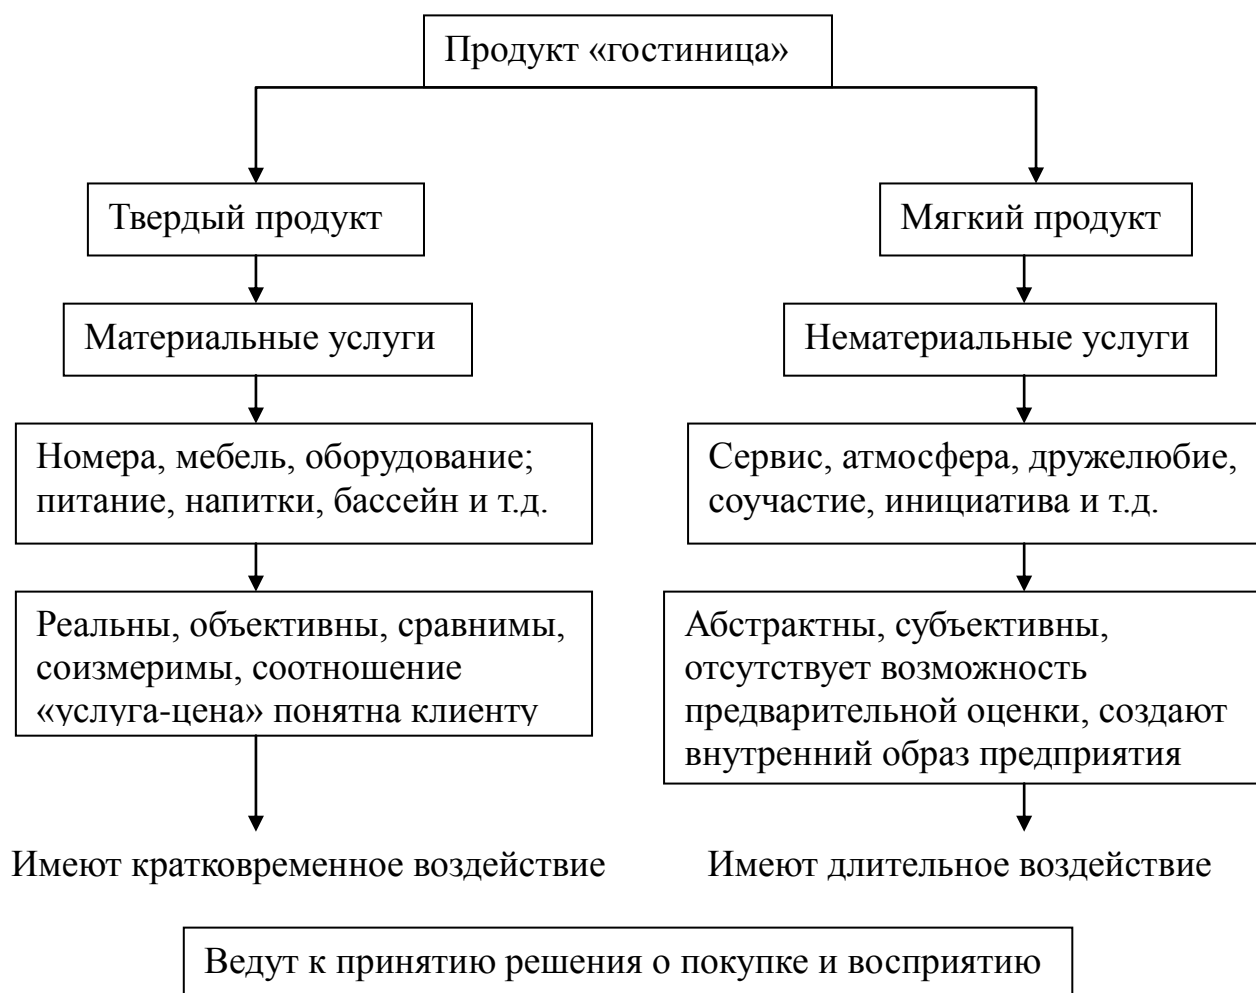 Продукт «гостиница»
Твердый продукт
Мягкий продукт
Материальные услуги
Нематериальные услуги
Номера, мебель, оборудование;
питание, напитки, бассейн и т.д.
Сервис, атмосфера, дружелюбие,
соучастие, инициатива и т.д.
Реальны, объективны, сравнимы,
соизмеримы, соотношение
«услуга-цена» понятна клиенту
Абстрактны, субъективны,
отсутствует возможность
предварительной оценки, создают
внутренний образ предприятия
Имеют кратковременное воздействие
Имеют длительное воздействие
Ведут к принятию решения о покупке и восприятию